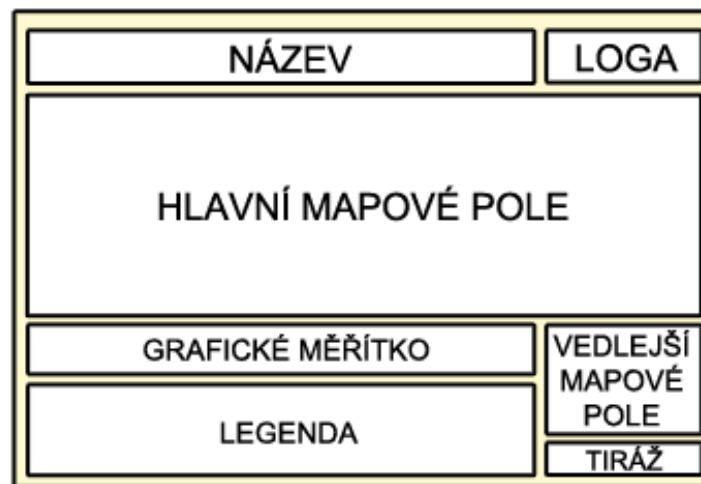 NÁZEV
LOGA
HLAVNÍ MAPOVÉ POLE
GRAFICKÉ MĚŘÍTKO
VEDLEJŠÍ
MAPOVÉ
POLE
LEGENDA
TIRÁŽ